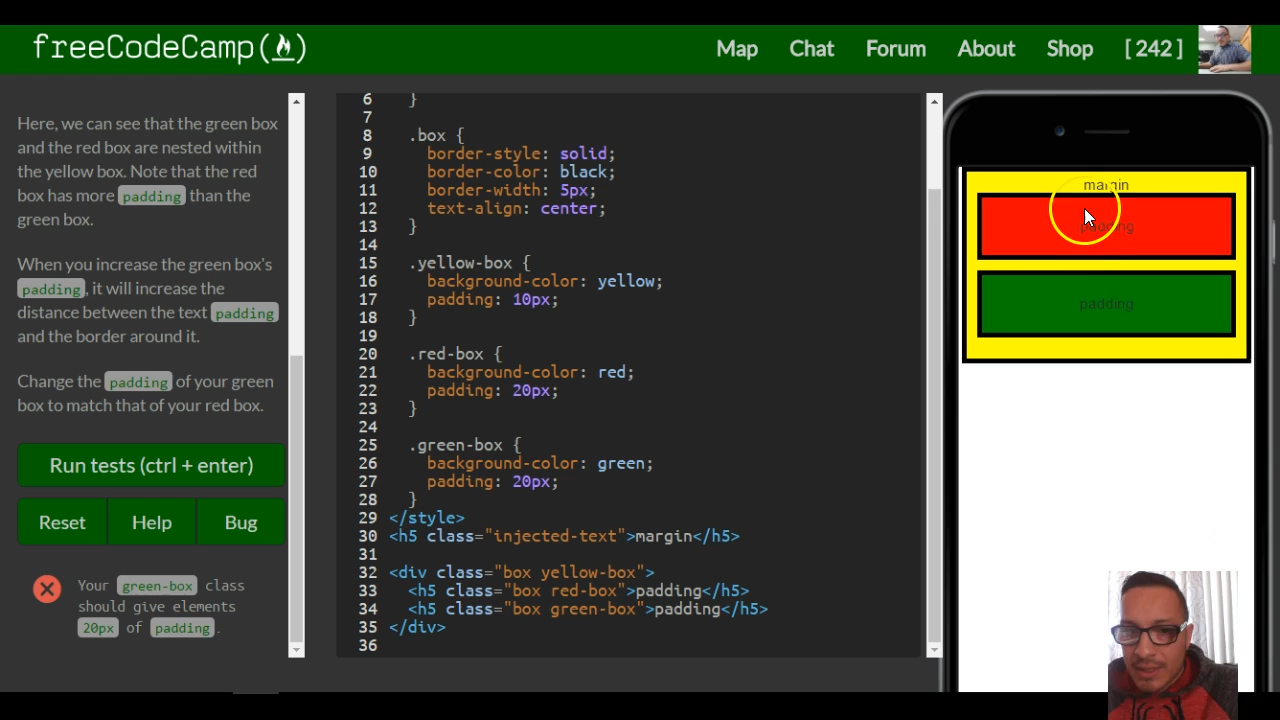 freeCodeCamp(🔥)
Map Chat Forum About Shop [ 242 ]
Here, we can see that the green box
and the red box are nested within
the yellow box. Note that the red
box has more padding than the
green box.
When you increase the green box's
padding, it will increase the
distance between the text padding
and the border around it.
Change the padding of your green
box to match that of your red box.
Run tests (ctrl + enter)
Reset Help Bug
Your green-box class
should give elements
20px of padding.
6 }
7
8 .box {
9 border-style: solid;
10 border-color: black;
11 border-width: 5px;
12 text-align: center;
13 }
14
15 .yellow-box {
16 background-color: yellow;
17 padding: 10px;
18 }
19
20 .red-box {
21 background-color: red;
22 padding: 20px;
23 }
24
25 .green-box {
26 background-color: green;
27 padding: 20px;
28 }
29 </style>
30 <h5 class="injected-text">margin</h5>
31
32 <div class="box yellow-box">
33 <h5 class="box red-box">padding</h5>
34 <h5 class="box green-box">padding</h5>
35 </div>
36
margin
padding
padding